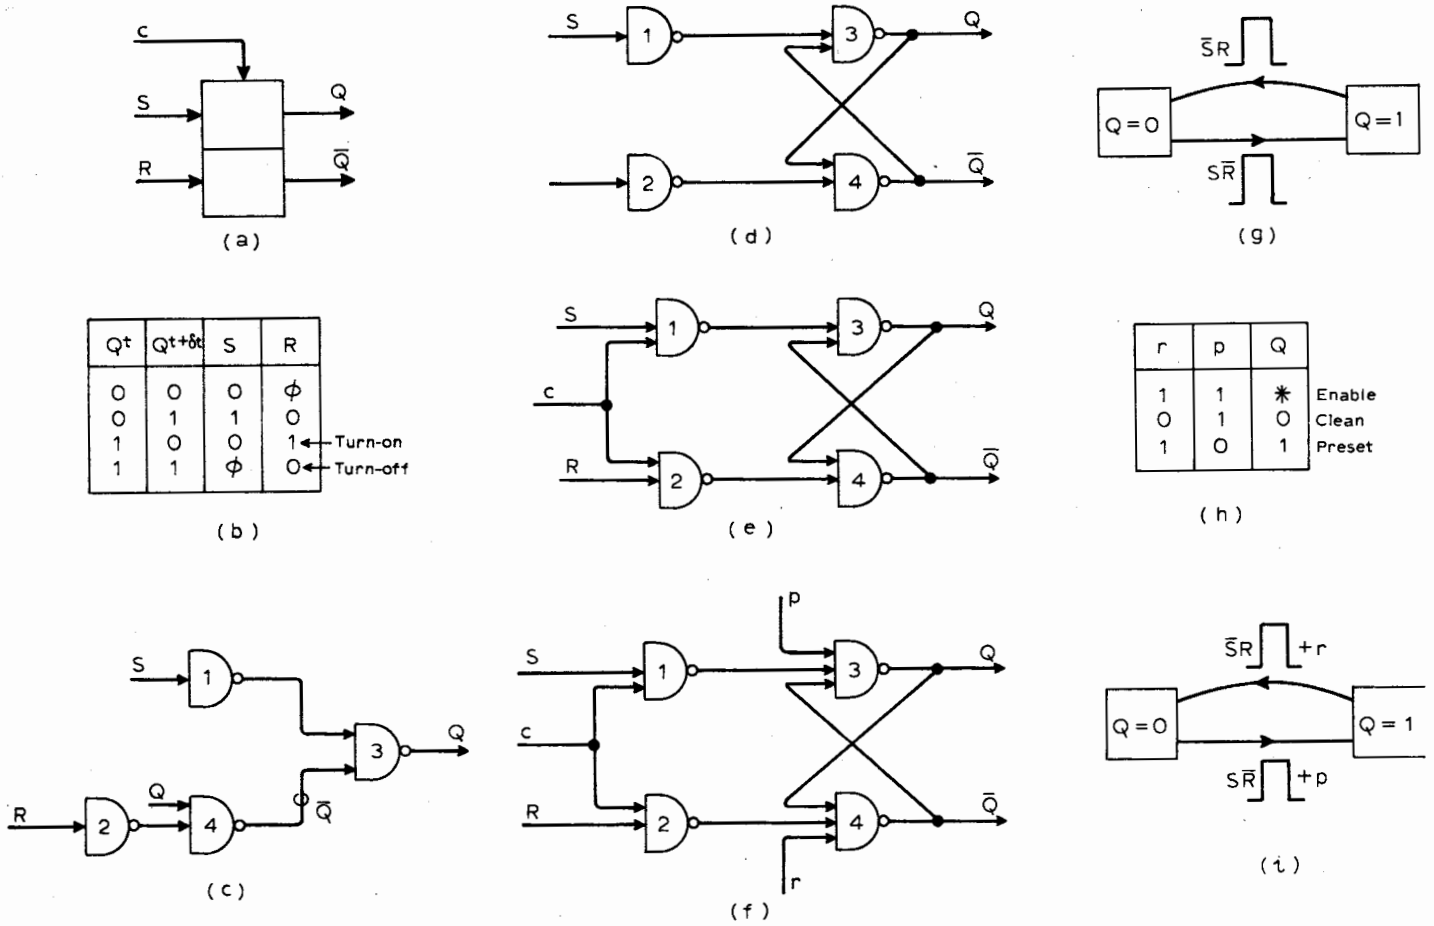 c
S
Q
R
Q̄
(a)
Qt Qt+δt S R
0 0 0 ϕ
0 1 1 0
1 0 0 1 Turn-on
1 1 ϕ 0 Turn-off
(b)
S
1
3
Q
Q
Q̄
R
2
4
(c)
S
1
3
Q
2
4
Q̄
(d)
S
1
3
Q
c
R
2
4
Q̄
(e)
p
S
1
3
Q
c
R
2
4
Q̄
r
(f)
S̄R
Q=0
Q=1
SR̄
(g)
r p Q
1 1 * Enable
0 1 0 Clean
1 0 1 Preset
(h)
S̄R +r
Q=0
Q=1
SR̄ +p
(i)